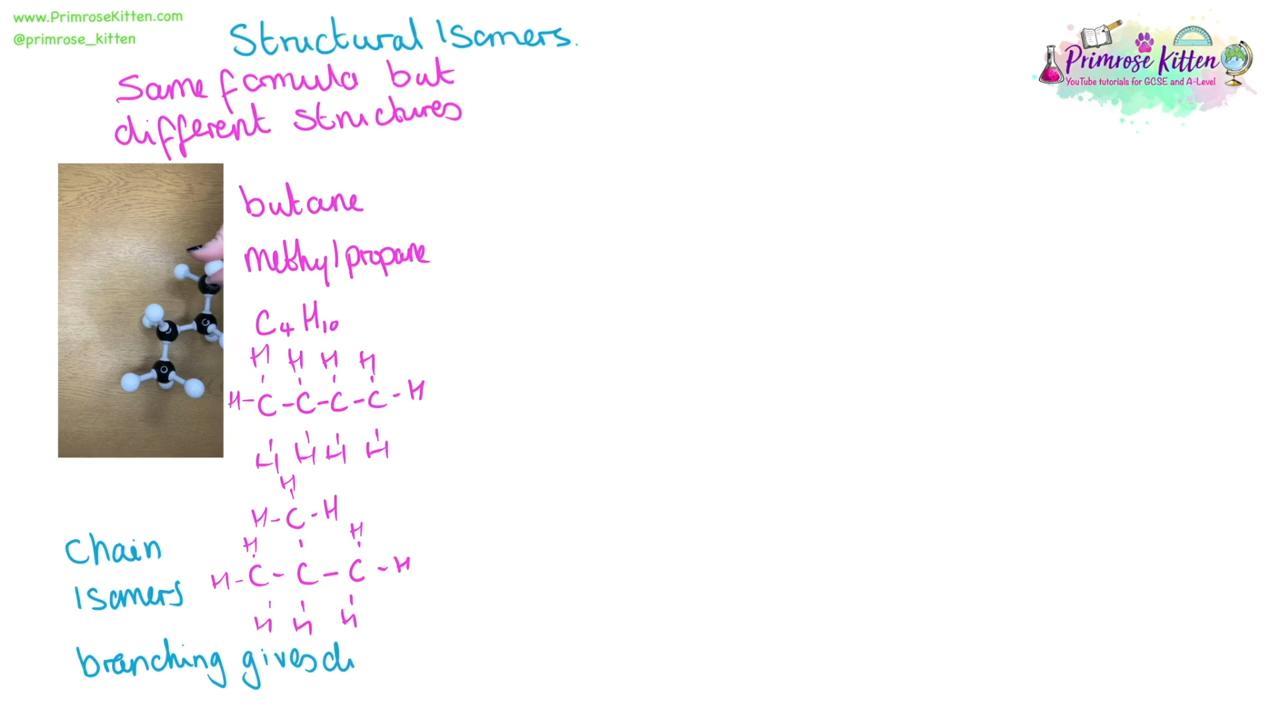 www.PrimroseKitten.com
@primrose_kitten
Structural Isomers.
Primrose Kitten
YouTube tutorials for GCSE and A-Level
Same formula but
different structures
butane
methylpropane
C₄H₁₀
H H H H
H-C-C-C-C-H
H H H H
H
H-C-H
H H
H-C-C-C-H
H H H
Chain
Isomers
branching gives